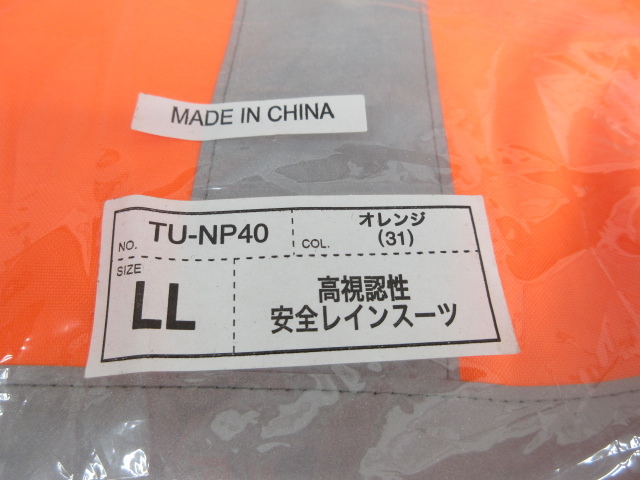 MADE IN CHINA
NO. TU-NP40
COL. オレンジ
(31)
SIZE
LL
高視認性
安全レインスーツ